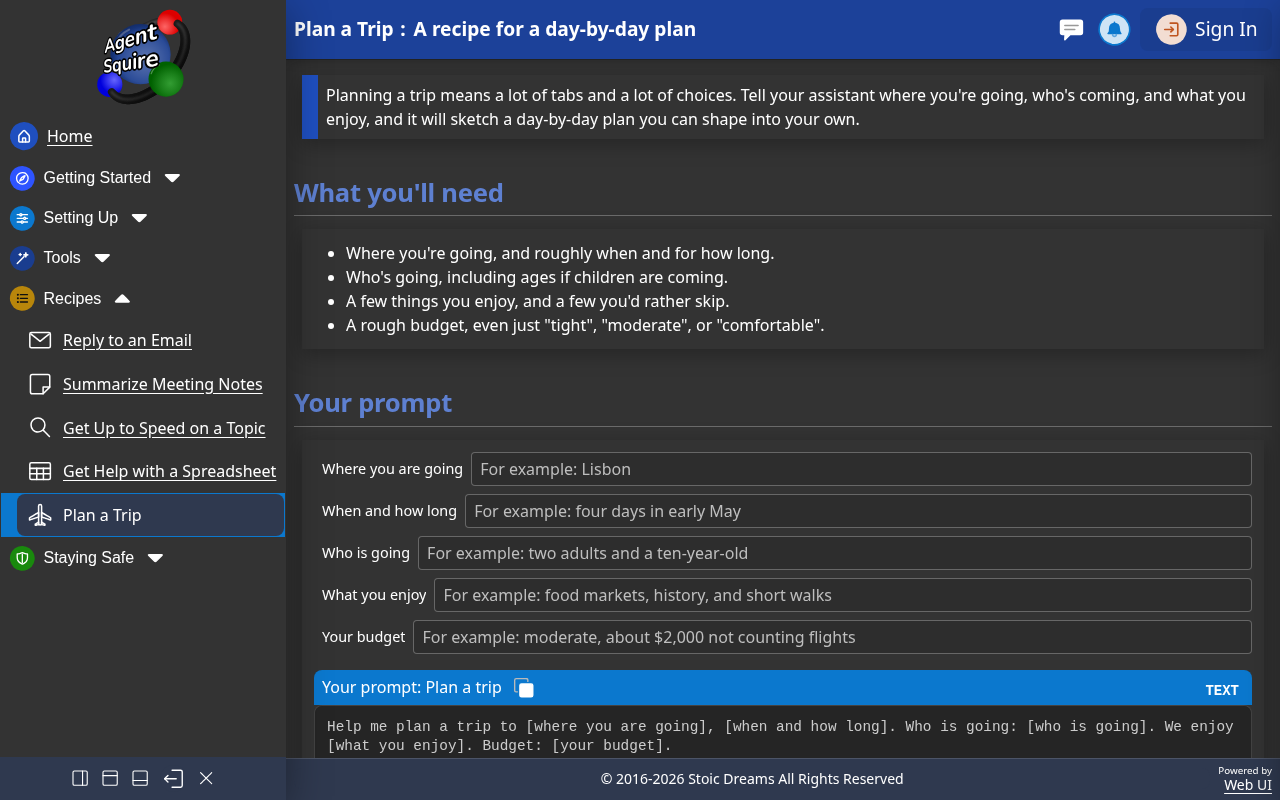 Agent
Squire
Home
Getting Started
Setting Up
Tools
Recipes
Reply to an Email
Summarize Meeting Notes
Get Up to Speed on a Topic
Get Help with a Spreadsheet
Plan a Trip
Staying Safe
Plan a Trip : A recipe for a day-by-day plan
Sign In
Planning a trip means a lot of tabs and a lot of choices. Tell your assistant where you're going, who's coming, and what you
enjoy, and it will sketch a day-by-day plan you can shape into your own.
What you'll need
Where you're going, and roughly when and for how long.
Who's going, including ages if children are coming.
A few things you enjoy, and a few you'd rather skip.
A rough budget, even just "tight", "moderate", or "comfortable".
Your prompt
Where you are going For example: Lisbon
When and how long For example: four days in early May
Who is going For example: two adults and a ten-year-old
What you enjoy For example: food markets, history, and short walks
Your budget For example: moderate, about $2,000 not counting flights
Your prompt: Plan a trip TEXT
Help me plan a trip to [where you are going], [when and how long]. Who is going: [who is going]. We enjoy
[what you enjoy]. Budget: [your budget].
© 2016-2026 Stoic Dreams All Rights Reserved
Powered by
Web UI